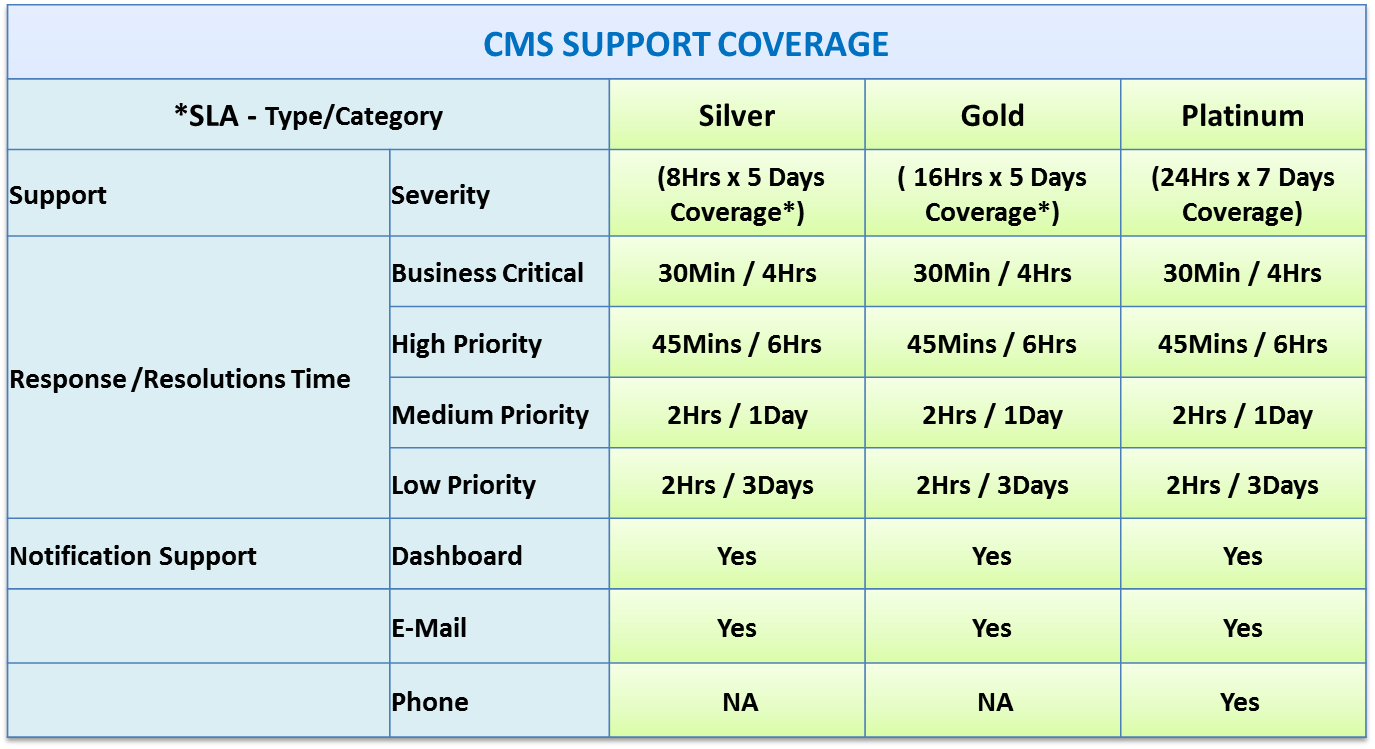 CMS SUPPORT COVERAGE
*SLA - Type/Category
Silver
Gold
Platinum
Support
Severity
(8Hrs x 5 Days
Coverage*)
( 16Hrs x 5 Days
Coverage*)
(24Hrs x 7 Days
Coverage)
Response /Resolutions Time
Business Critical
30Min / 4Hrs
30Min / 4Hrs
30Min / 4Hrs
High Priority
45Mins / 6Hrs
45Mins / 6Hrs
45Mins / 6Hrs
Medium Priority
2Hrs / 1Day
2Hrs / 1Day
2Hrs / 1Day
Low Priority
2Hrs / 3Days
2Hrs / 3Days
2Hrs / 3Days
Notification Support
Dashboard
Yes
Yes
Yes
E-Mail
Yes
Yes
Yes
Phone
NA
NA
Yes